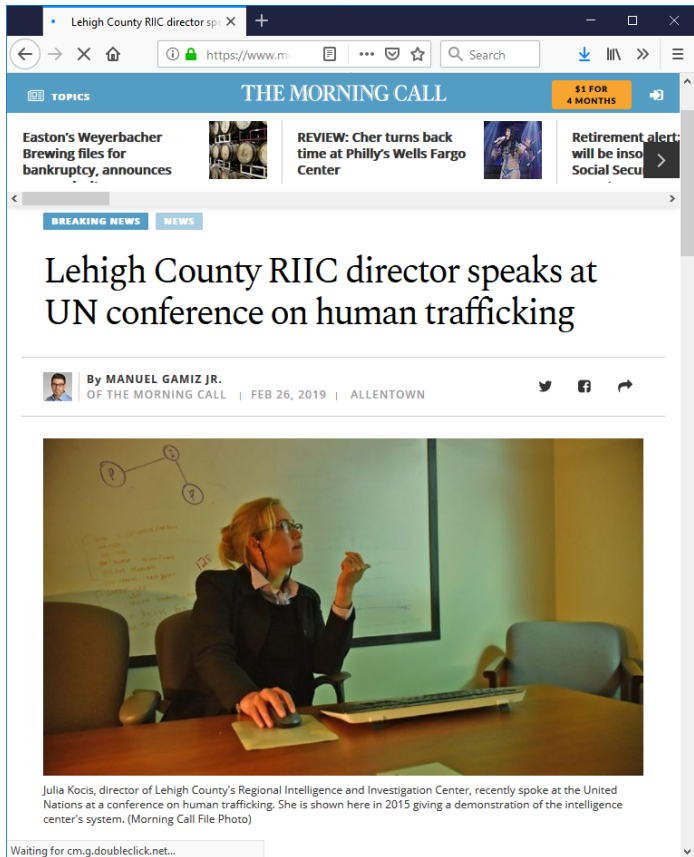 Lehigh County RIIC director spe
https://www.m
Search
TOPICS
THE MORNING CALL
$1 FOR
4 MONTHS
Easton's Weyerbacher
Brewing files for
bankruptcy, announces
REVIEW: Cher turns back
time at Philly's Wells Fargo
Center
Retirement alert:
will be inso
Social Secu
BREAKING NEWS
NEWS
Lehigh County RIIC director speaks at
UN conference on human trafficking
By MANUEL GAMIZ JR.
OF THE MORNING CALL | FEB 26, 2019 | ALLENTOWN
P
I
P
128
Julia Kocis, director of Lehigh County's Regional Intelligence and Investigation Center, recently spoke at the United
Nations at a conference on human trafficking. She is shown here in 2015 giving a demonstration of the intelligence
center's system. (Morning Call File Photo)
Waiting for cm.g.doubleclick.net...